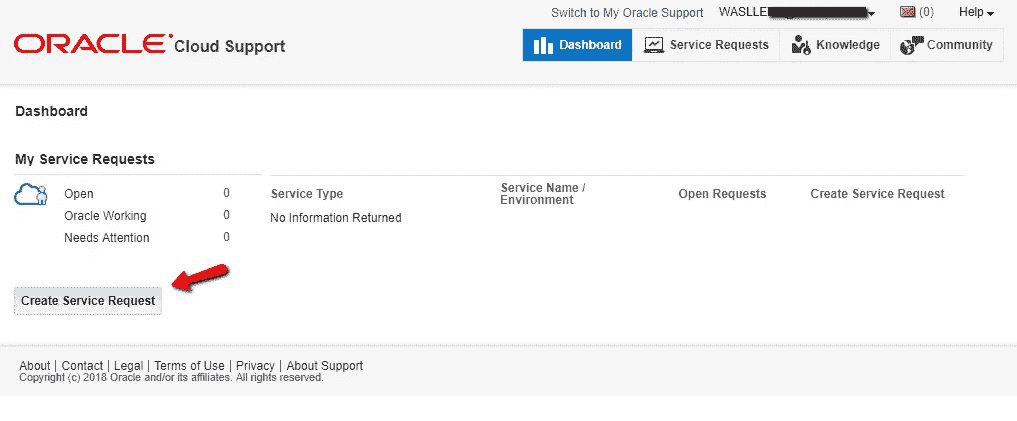 Switch to My Oracle Support WASLLE (0) Help
ORACLE Cloud Support
Dashboard Service Requests Knowledge Community
Dashboard
My Service Requests
Open 0
Oracle Working 0
Needs Attention 0
Service Type Service Name / Environment Open Requests Create Service Request
No Information Returned
Create Service Request
About | Contact | Legal | Terms of Use | Privacy | About Support
Copyright (c) 2018 Oracle and/or its affiliates. All rights reserved.